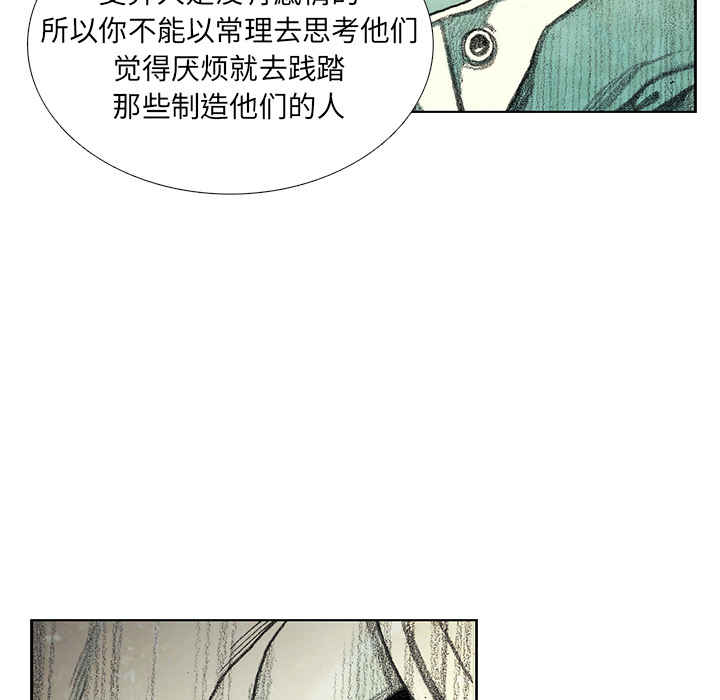 所以你不能以常理去思考他们
觉得厌烦就去践踏
那些制造他们的人